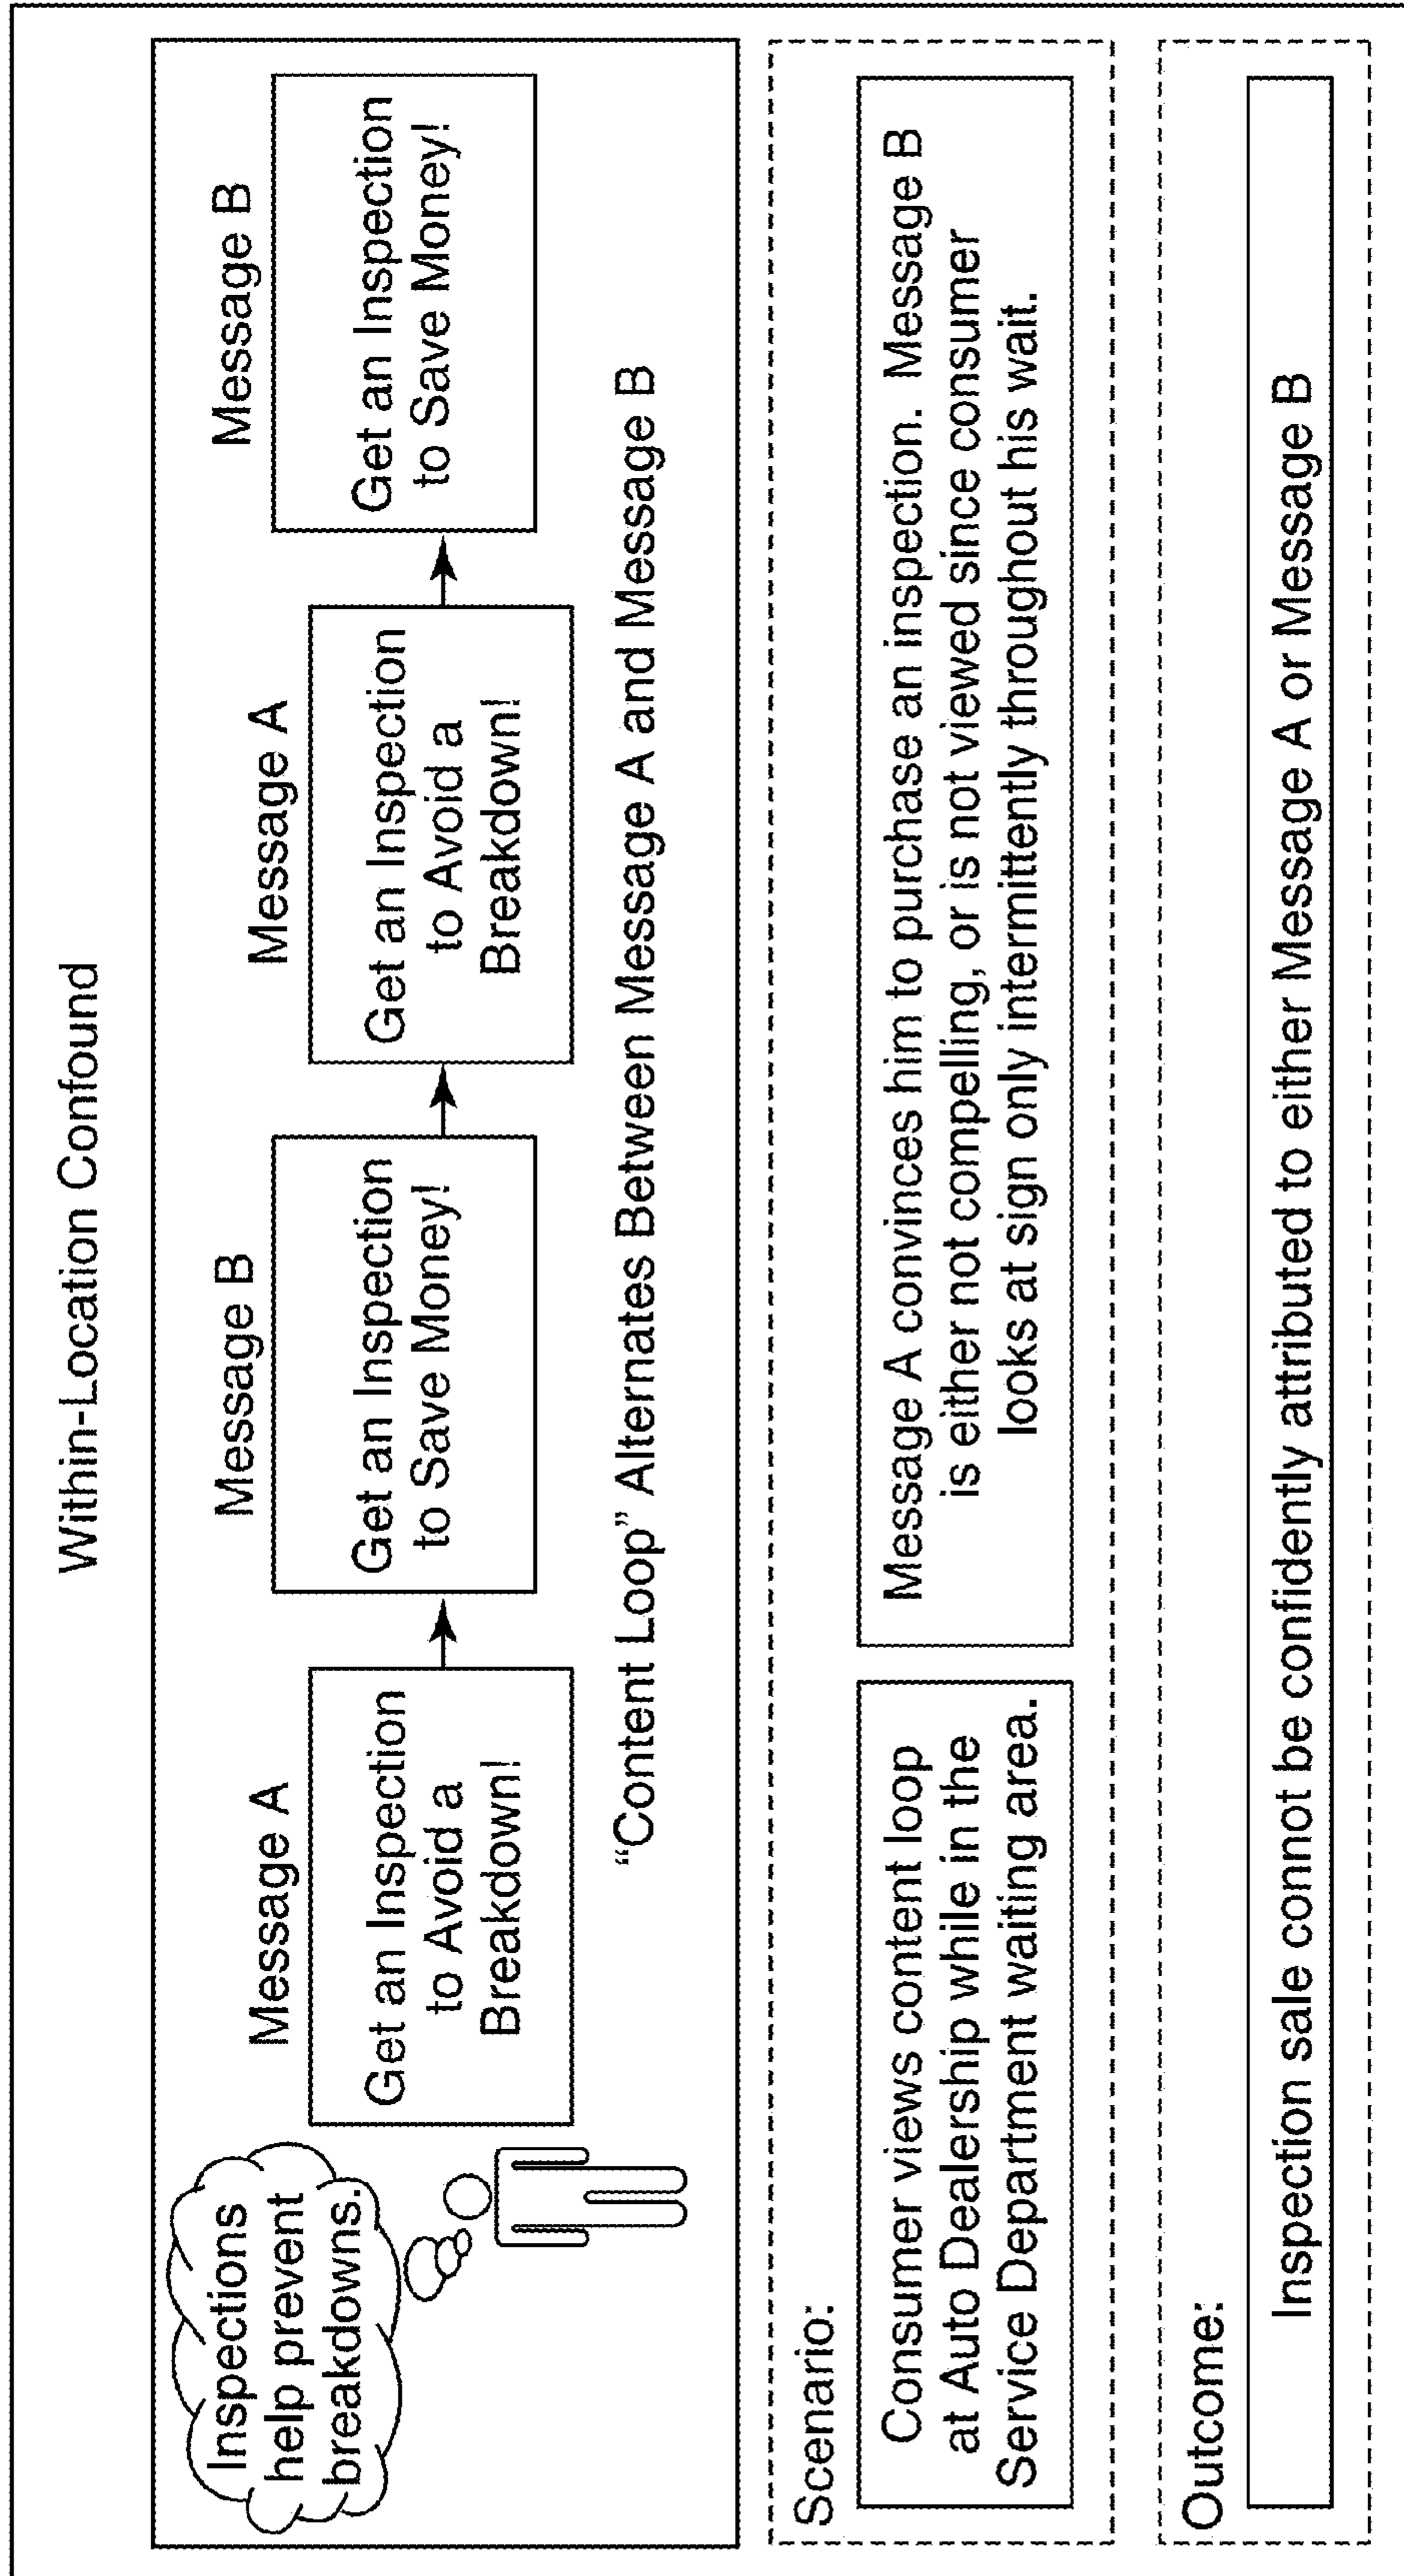 Within-Location Confound
Inspections
help prevent
breakdowns.
Message A
Get an Inspection
to Avoid a
Breakdown!
Message B
Get an Inspection
to Save Money!
Message A
Get an Inspection
to Avoid a
Breakdown!
Message B
Get an Inspection
to Save Money!
“Content Loop” Alternates Between Message A and Message B
Scenario:
Consumer views content loop
at Auto Dealership while in the
Service Department waiting area.
Message A convinces him to purchase an inspection. Message B
is either not compelling, or is not viewed since consumer
looks at sign only intermittently throughout his wait.
Outcome:
Inspection sale connot be confidently attributed to either Message A or Message B